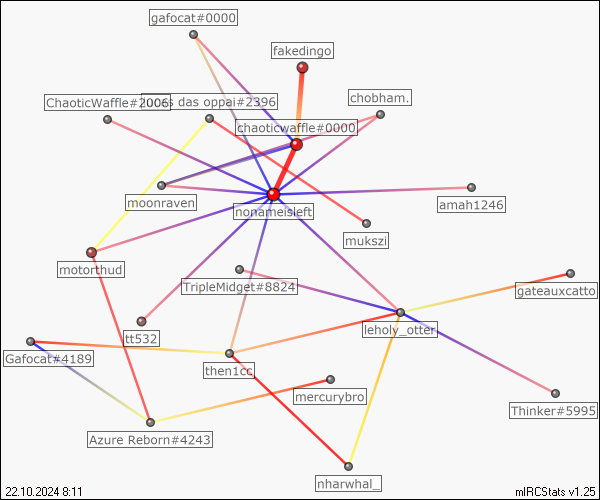 gafocat#0000
fakedingo
chobham.
ChaoticWaffle#2006
das oppai#2396
chaoticwaffle#0000
moonraven
nonameisleft
amah1246
mukszi
motorthud
TripleMidget#8824
gateauxcatto
tt532
leholy_otter
Gafocat#4189
then1cc
mercurybro
Thinker#5995
Azure Reborn#4243
nharwhal_
22.10.2024 8:11
mIRCStats v1.25